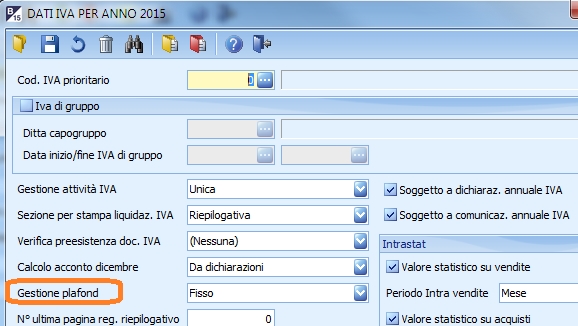 B 15 DATI IVA PER ANNO 2015
Cod. IVA prioritario 0
Iva di gruppo
Ditta capogruppo
Data inizio/fine IVA di gruppo
Gestione attività IVA Unica Soggetto a dichiaraz. annuale IVA
Sezione per stampa liquidaz. IVA Riepilogativa Soggetto a comunicaz. annuale IVA
Verifica preesistenza doc. IVA (Nessuna) Intrastat
Calcolo acconto dicembre Da dichiarazioni Valore statistico su vendite
Gestione plafond Fisso Periodo Intra vendite Mese
N° ultima pagina reg. riepilogativo 0 Valore statistico su acquisti